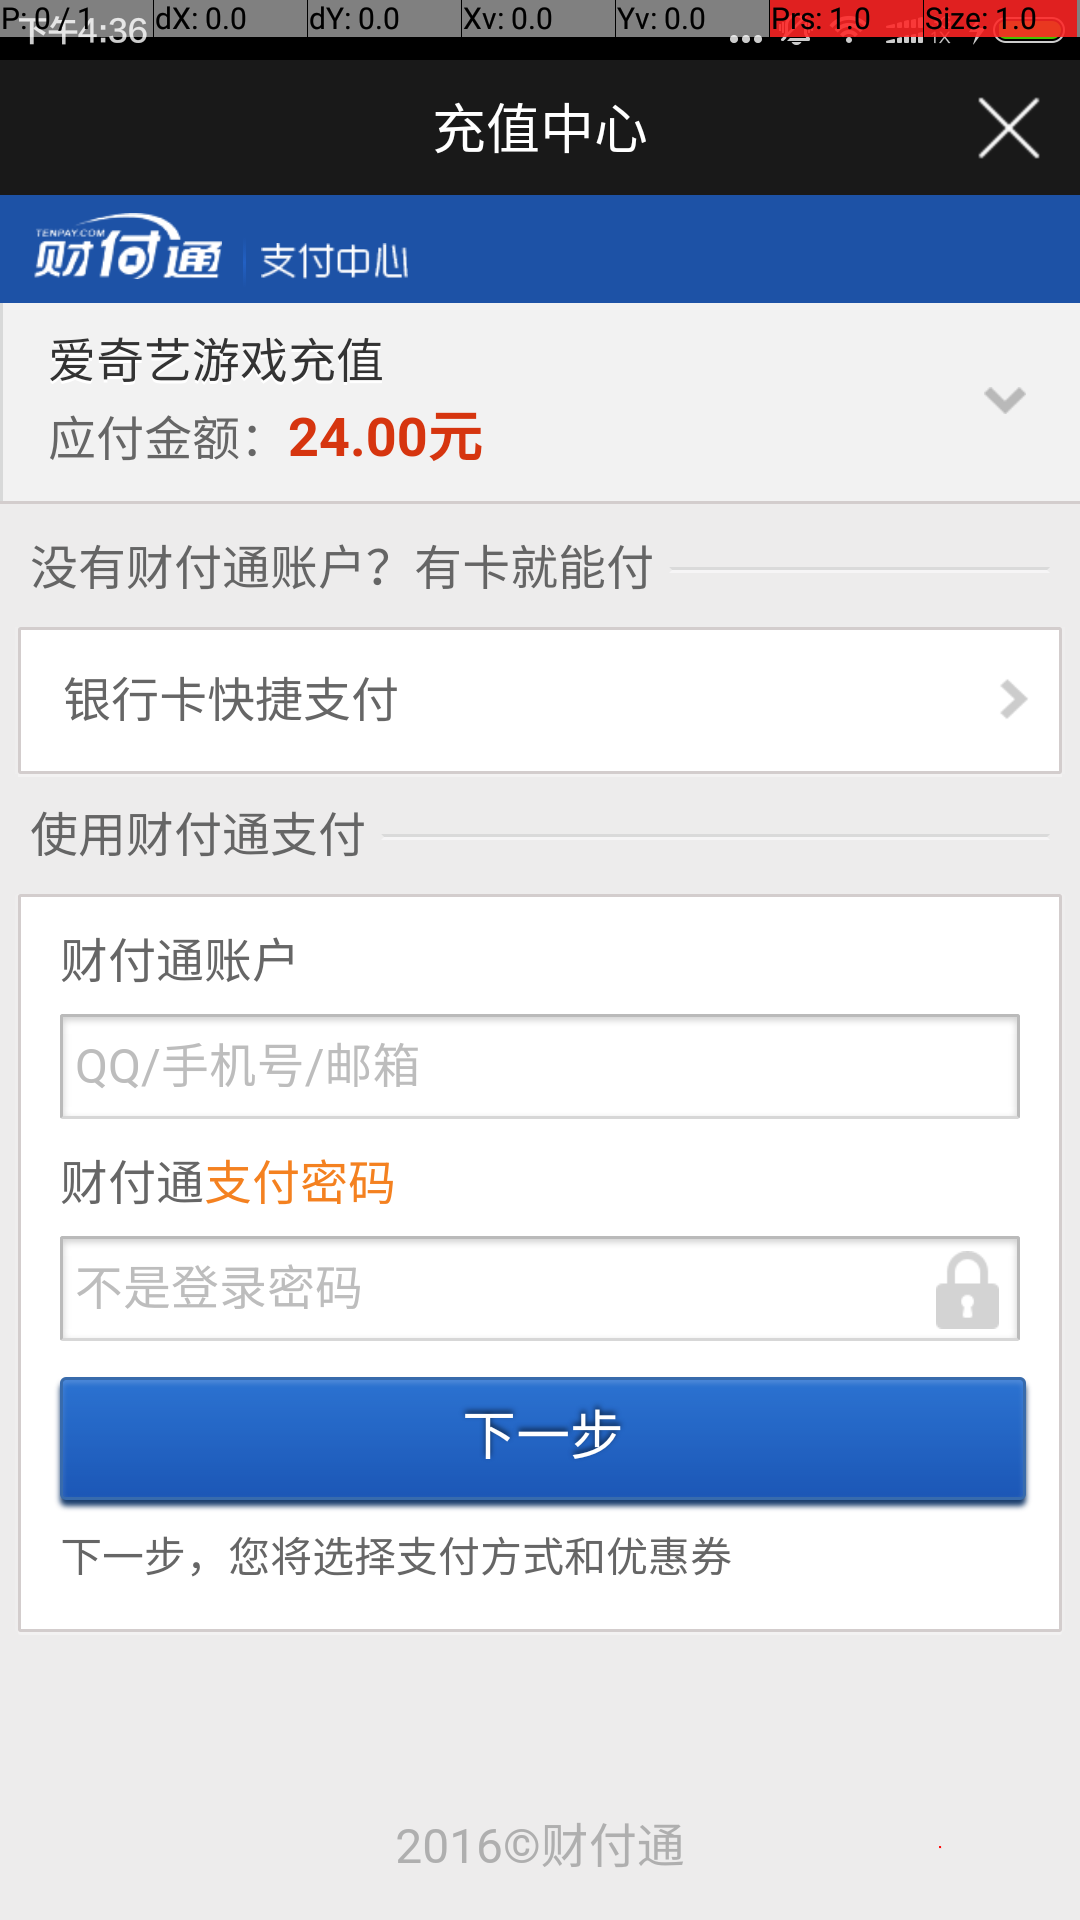 P: 0 / 1 dX: 0.0 dY: 0.0 Xv: 0.0 Yv: 0.0 Prs: 1.0 Size: 1.0
下午4:36
充值中心
TENPAY.COM
财付通 支付中心
爱奇艺游戏充值
应付金额：24.00元
没有财付通账户？有卡就能付
银行卡快捷支付
使用财付通支付
财付通账户
QQ/手机号/邮箱
财付通支付密码
不是登录密码
下一步
下一步，您将选择支付方式和优惠券
2016©财付通